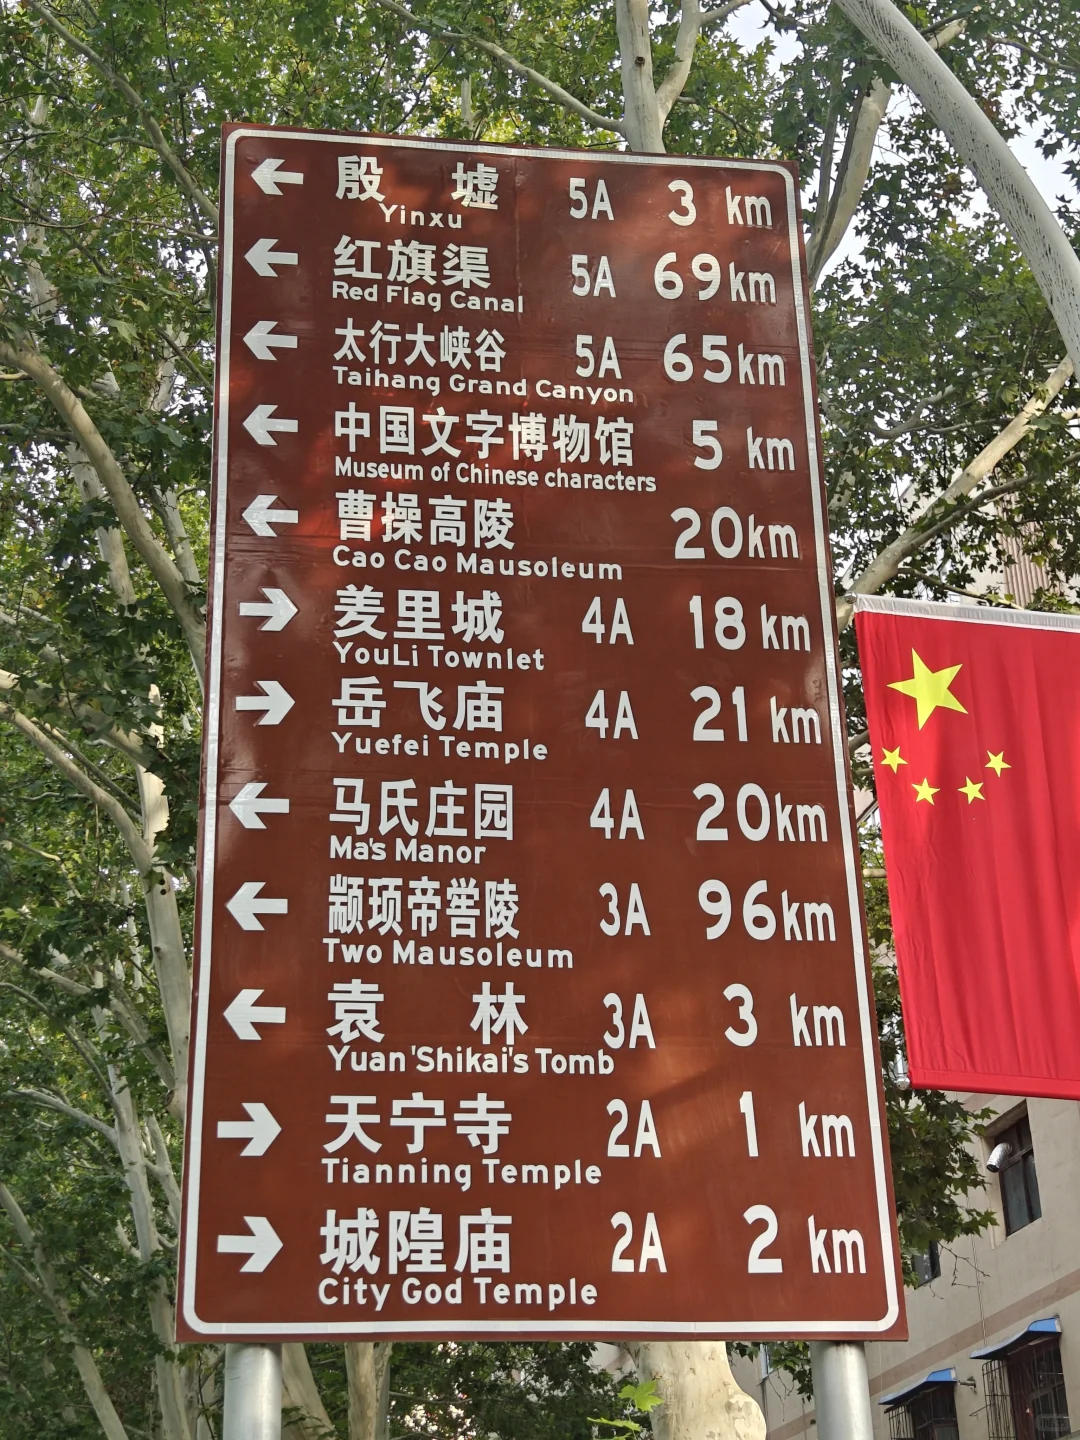 ← 殷墟 5A 3 km
Yinxu
← 红旗渠 5A 69km
Red Flag Canal
← 太行大峡谷 5A 65km
Taihang Grand Canyon
← 中国文字博物馆 5 km
Museum of Chinese characters
← 曹操高陵 20km
Cao Cao Mausoleum
→ 羑里城 4A 18 km
YouLi Townlet
→ 岳飞庙 4A 21 km
Yuefei Temple
← 马氏庄园 4A 20km
Ma's Manor
← 颛顼帝喾陵 3A 96km
Two Mausoleum
← 袁林 3A 3 km
Yuan 'Shikai's Tomb
→ 天宁寺 2A 1 km
Tianning Temple
→ 城隍庙 2A 2 km
City God Temple